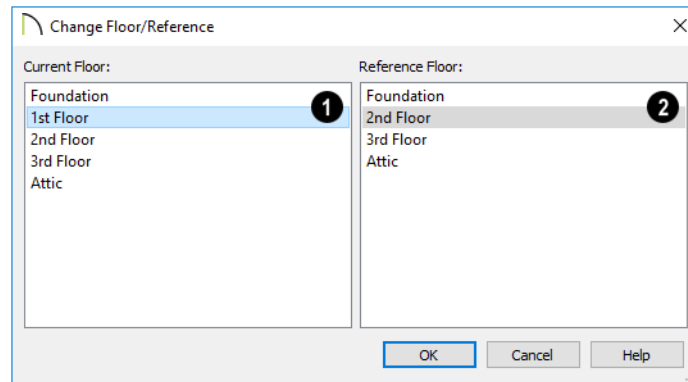 Change Floor/Reference
Current Floor:
Foundation
1
1st Floor
2nd Floor
3rd Floor
Attic
Reference Floor:
Foundation
2
2nd Floor
3rd Floor
Attic
OK
Cancel
Help